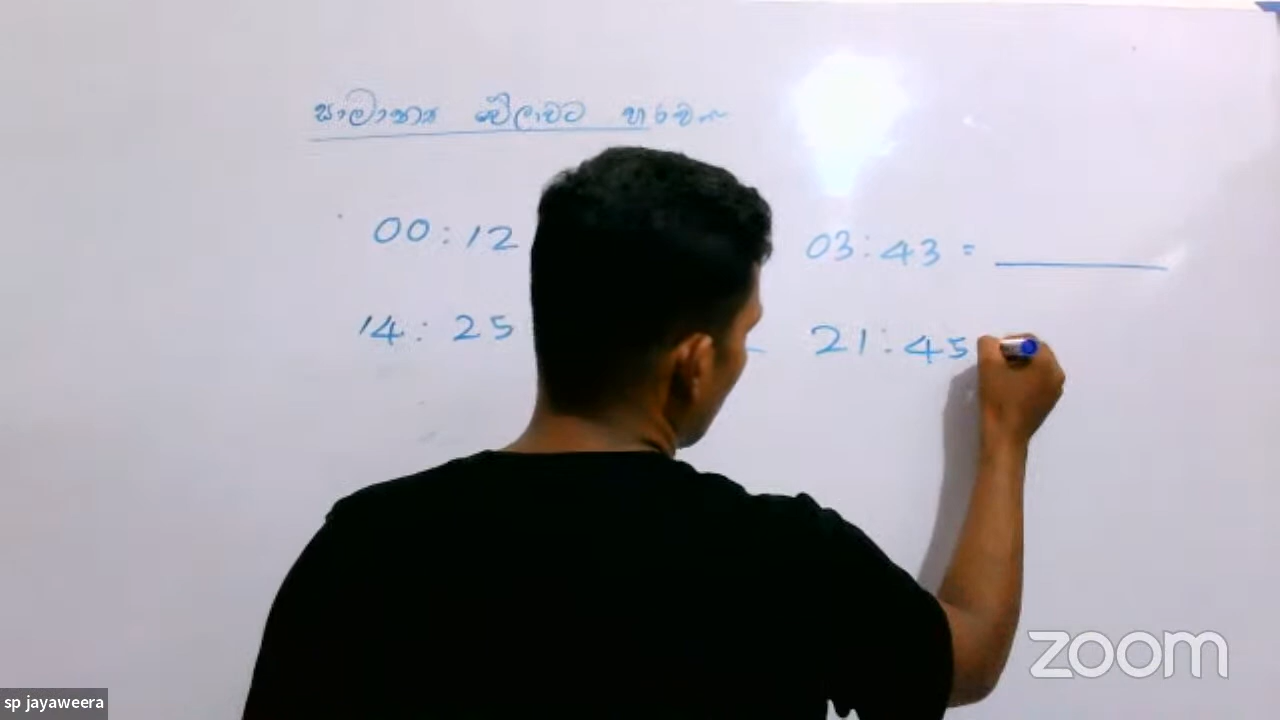 සාමාන්‍ය වේලාවට හරවන්න
00:12 03:43 =
14:25 21:45
zoom
sp jayaweera